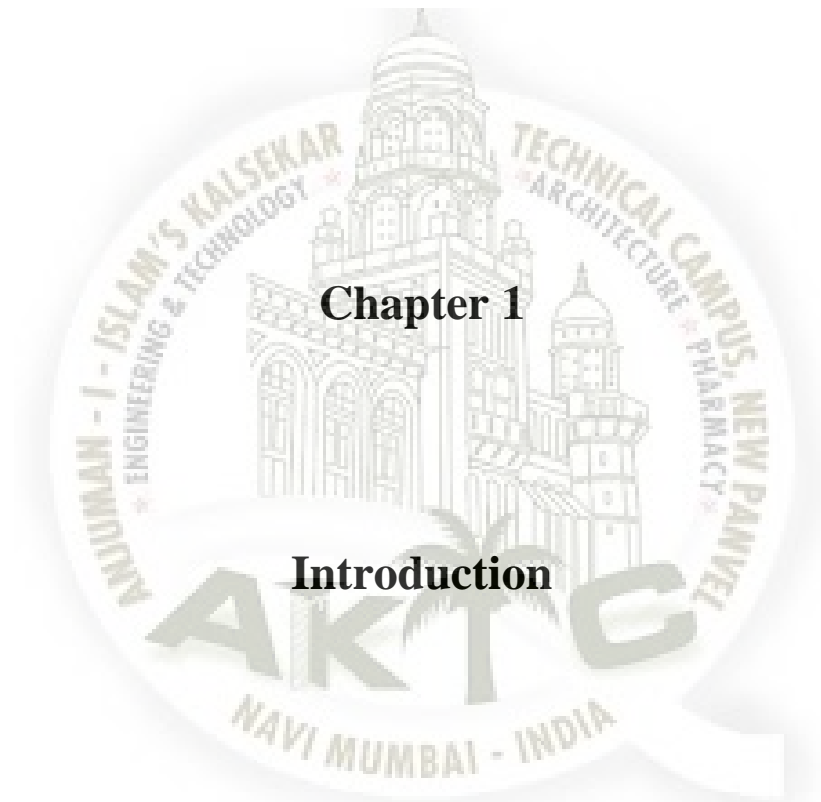 ANJUMAN - I - ISLAM'S KALSEKAR TECHNICAL CAMPUS, NEW PANVEL
* ENGINEERING & TECHNOLOGY * *ARCHITECTURE * PHARMACY *
Chapter 1
Introduction
AKTC
NAVI MUMBAI - INDIA